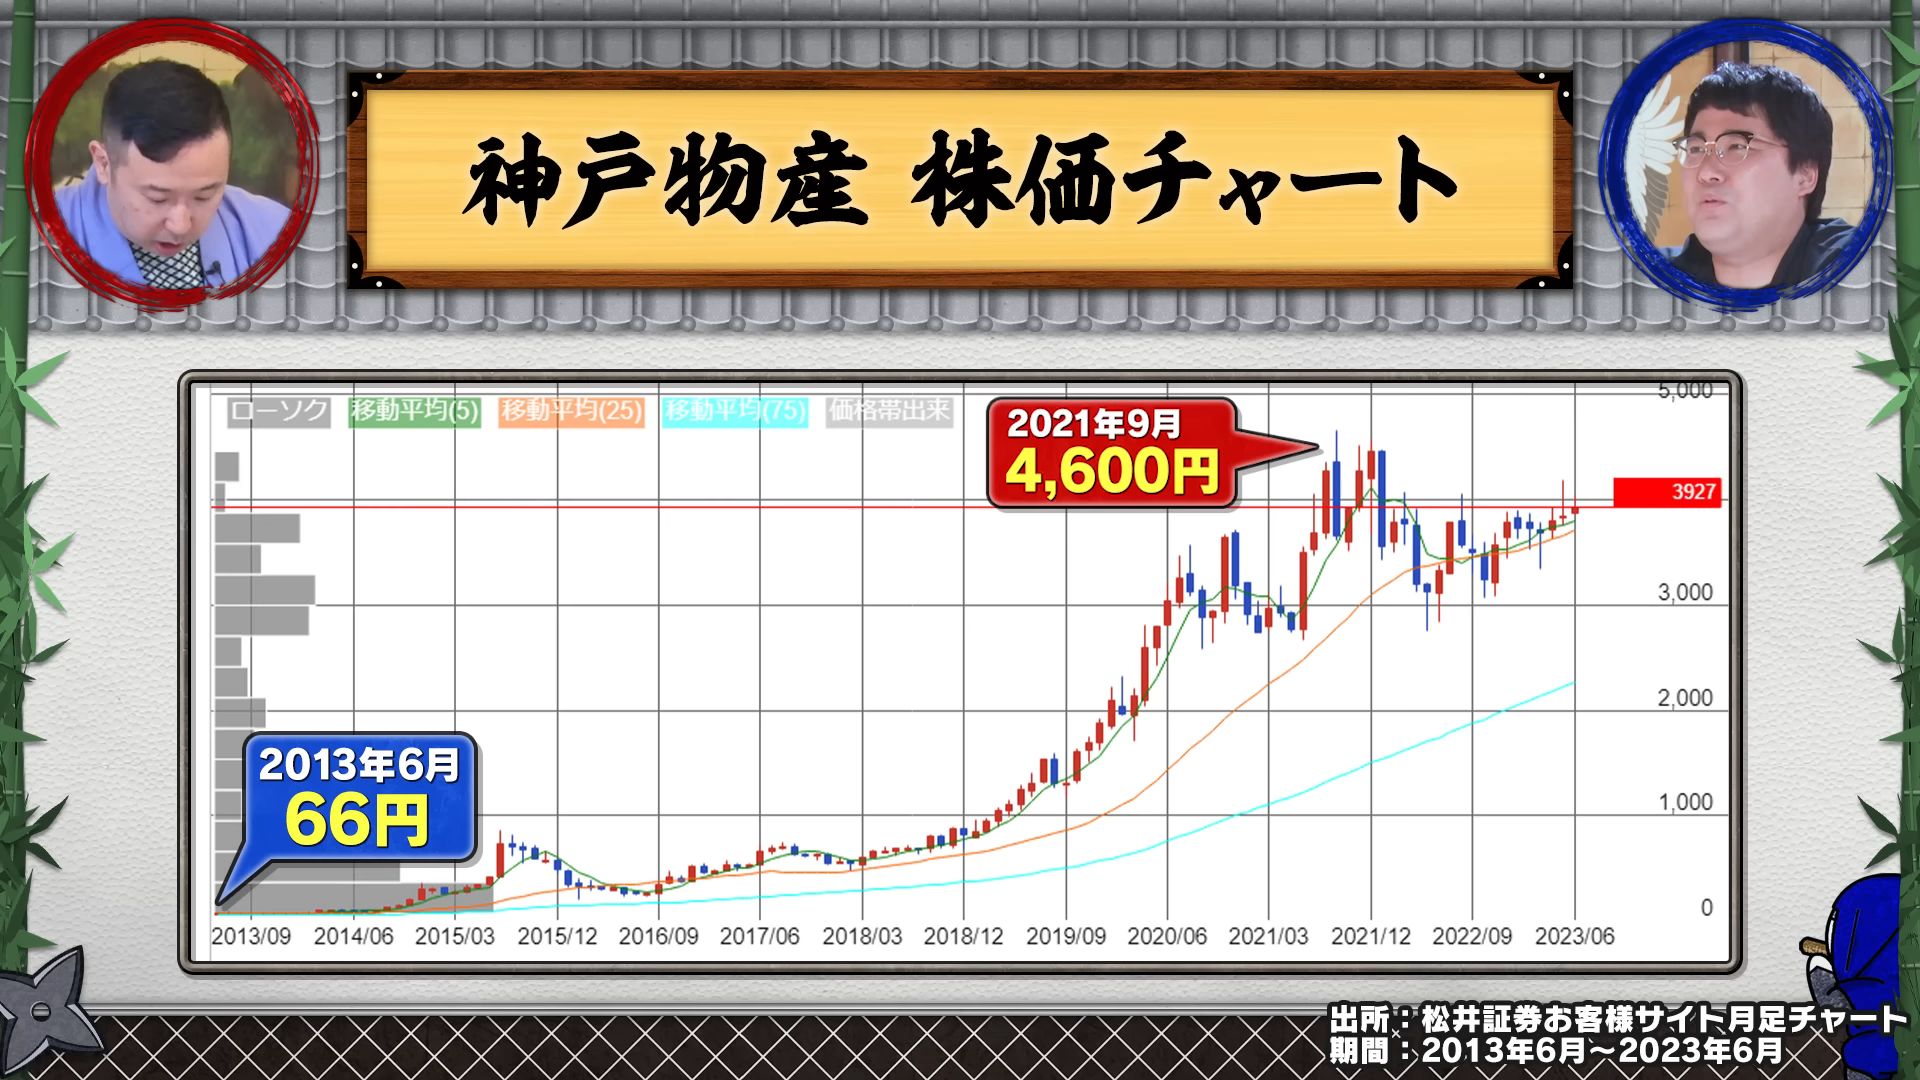 神戸物産 株価チャート
ローソク 移動平均(5) 移動平均(25) 移動平均(75) 価格帯出来
2021年9月
4,600円
5,000
3927
3,000
2,000
1,000
0
2013年6月
66円
2013/09 2014/06 2015/03 2015/12 2016/09 2017/06 2018/03 2018/12 2019/09 2020/06 2021/03 2021/12 2022/09 2023/06
出所：松井証券お客様サイト月足チャート
期間：2013年6月～2023年6月